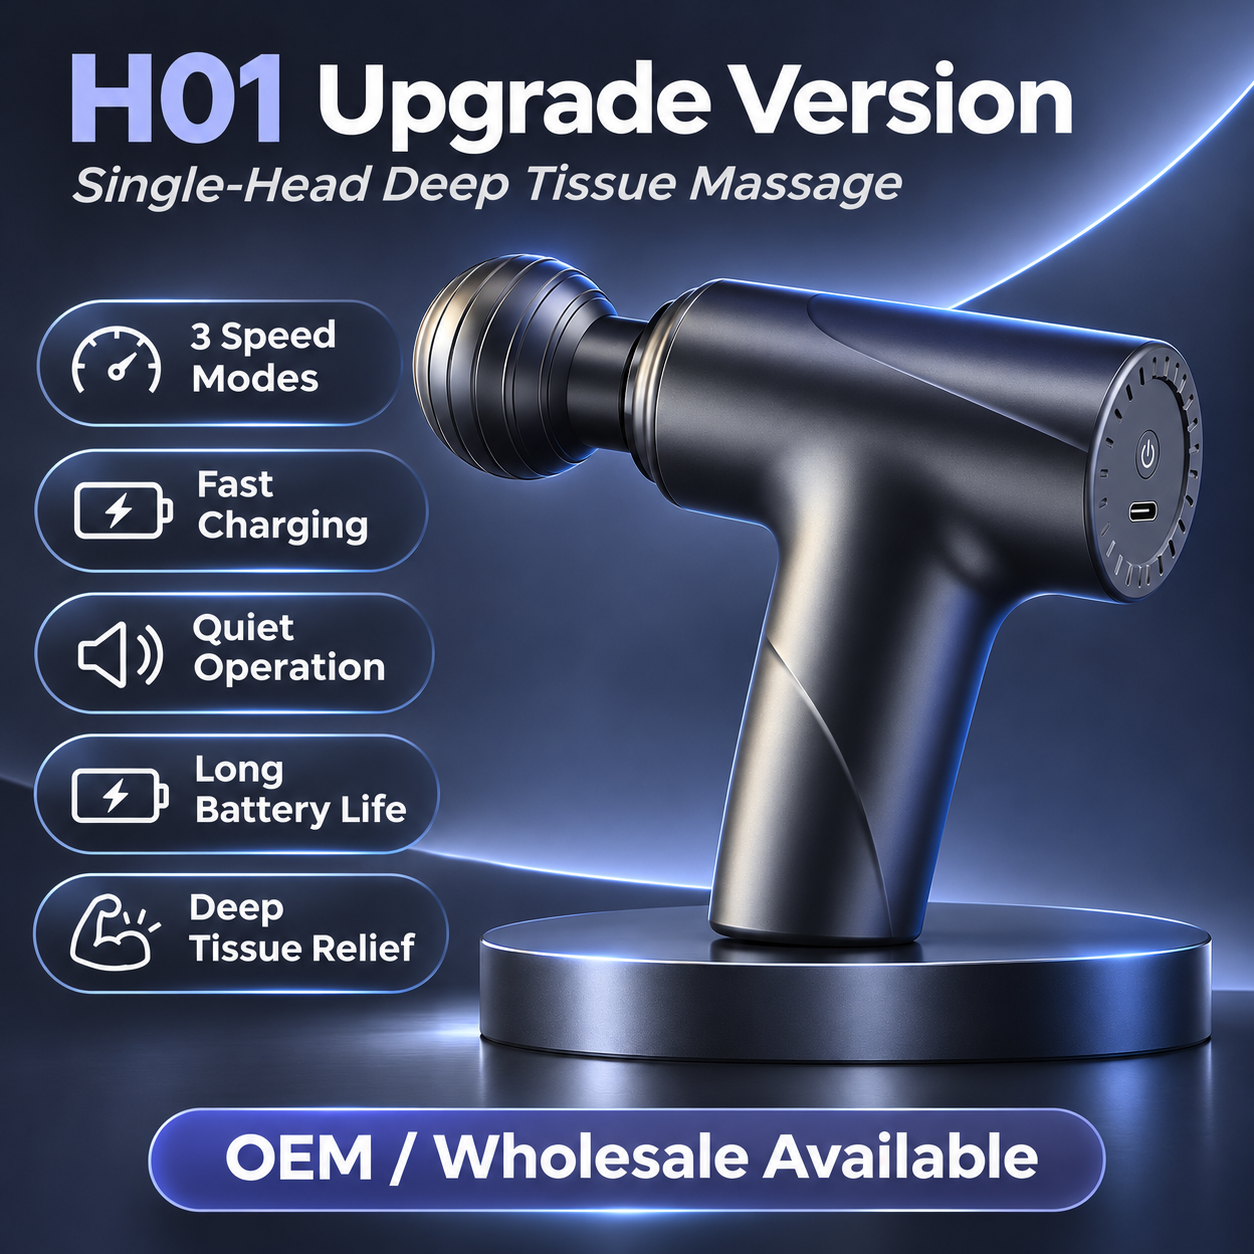 H01 Upgrade Version
Single-Head Deep Tissue Massage
3 Speed
Modes
Fast
Charging
Quiet
Operation
Long
Battery Life
Deep
Tissue Relief
OEM / Wholesale Available